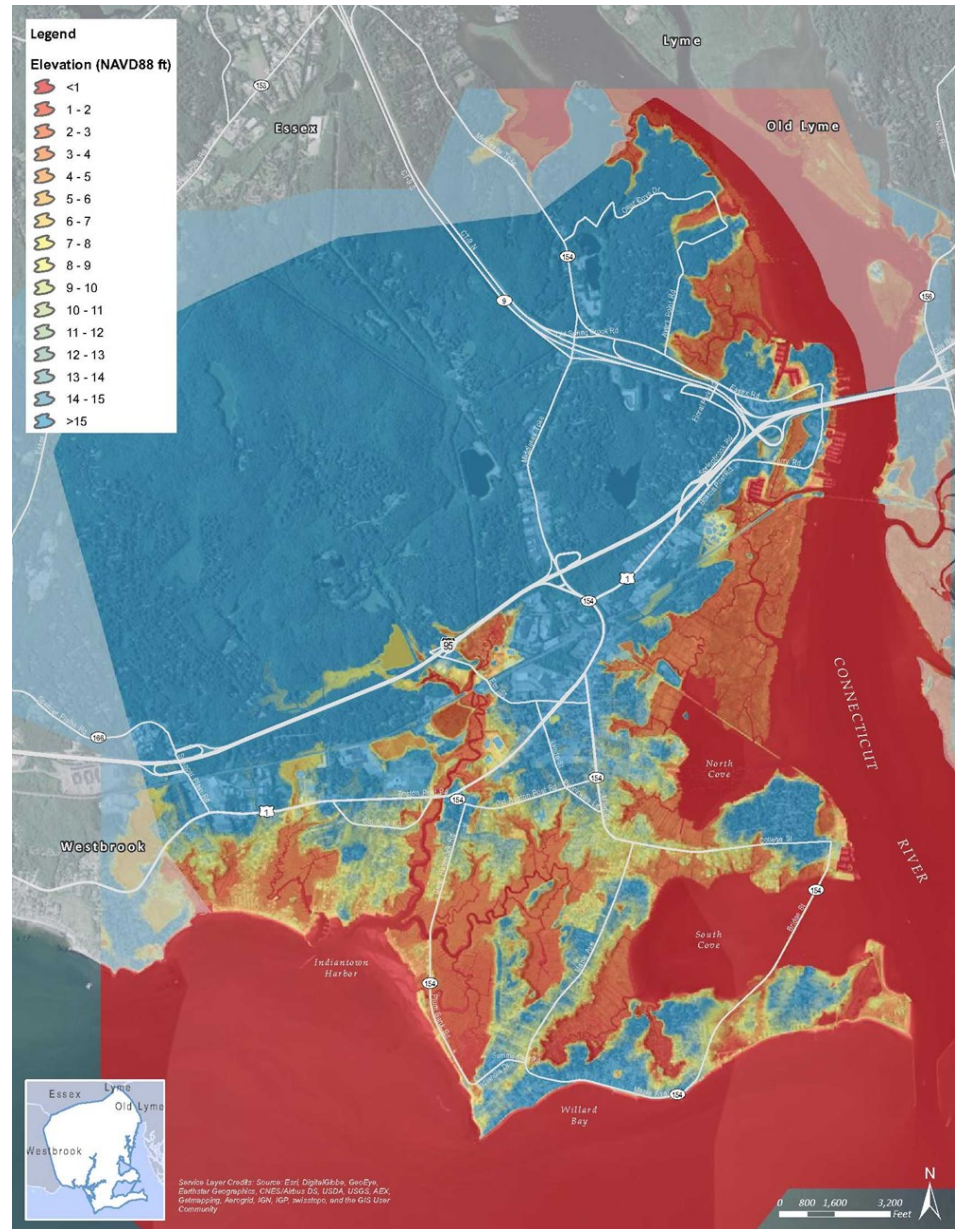 Legend
Elevation (NAVD88 ft)
<1
1 - 2
2 - 3
3 - 4
4 - 5
5 - 6
6 - 7
7 - 8
8 - 9
9 - 10
10 - 11
11 - 12
12 - 13
13 - 14
14 - 15
>15
Lyme
153
Essex
Old Lyme
154
9
156
1
154
95
166
CONNECTICUT
RIVER
North
Cove
1
154
154
Westbrook
154
South
Cove
Bridge St
Indiantown
Harbor
154
Maple Ave
154
Willard
Bay
Essex
Lyme
Old Lyme
Westbrook
Service Layer Credits: Source: Esri, DigitalGlobe, GeoEye,
Earthstar Geographics, CNES/Airbus DS, USDA, USGS, AEX,
Getmapping, Aerogrid, IGN, IGP, swisstopo, and the GIS User
Community
N
0 800 1,600 3,200
Feet